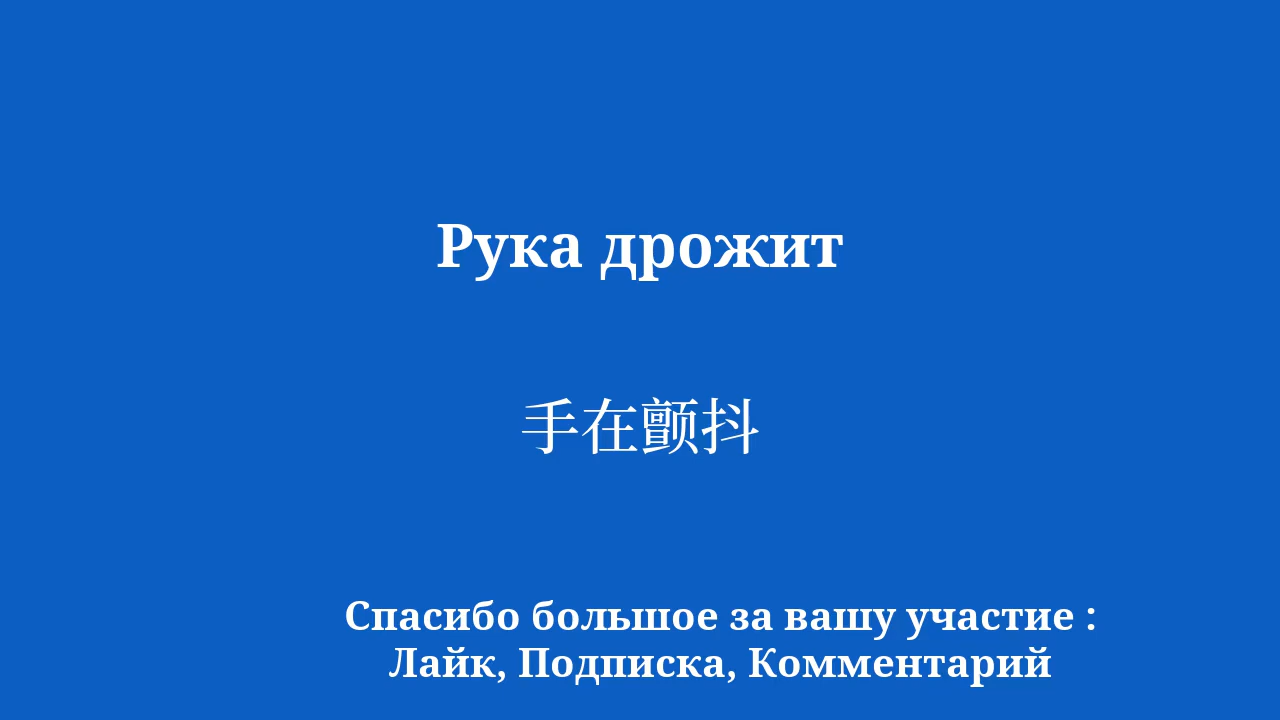 Рука дрожит
手在颤抖
Спасибо большое за вашу участие :
Лайк, Подписка, Комментарий